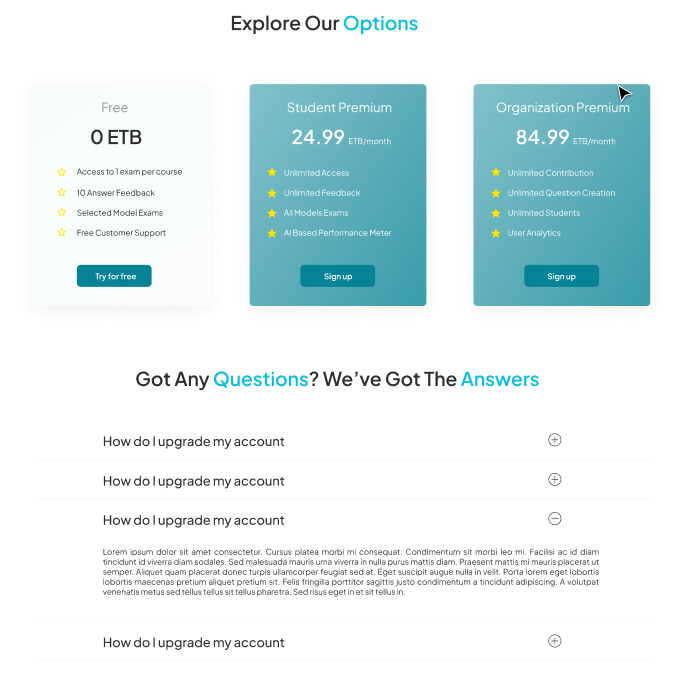 Explore Our Options
Free
0 ETB
Access to 1 exam per course
10 Answer Feedback
Selected Model Exams
Free Customer Support
Try for free
Student Premium
24.99 ETB/month
Unlimited Access
Unlimited Feedback
All Models Exams
AI Based Performance Meter
Sign up
Organization Premium
84.99 ETB/month
Unlimited Contribution
Unlimited Question Creation
Unlimited Students
User Analytics
Sign up
Got Any Questions? We’ve Got The Answers
How do I upgrade my account
How do I upgrade my account
How do I upgrade my account
Lorem ipsum dolor sit amet consectetur. Cursus platea morbi mi consequat. Condimentum sit morbi leo mi. Facilisi ac id diam
tincidunt id viverra diam sodales. Sed malesuada mauris urna viverra in nulla purus mattis diam. Praesent mattis mi mauris placerat ut
semper. Aliquet quam placerat donec turpis ullamcorper feugiat sed at. Eget suscipit augue nulla in velit. Porta lorem eget lobortis
lobortis maecenas pretium aliquet pretium sit. Felis fringilla porttitor sagittis justo condimentum a tincidunt adipiscing. A volutpat
venenatis metus sed tellus tellus sit tellus pharetra. Sed risus eget in et sit tellus in.
How do I upgrade my account